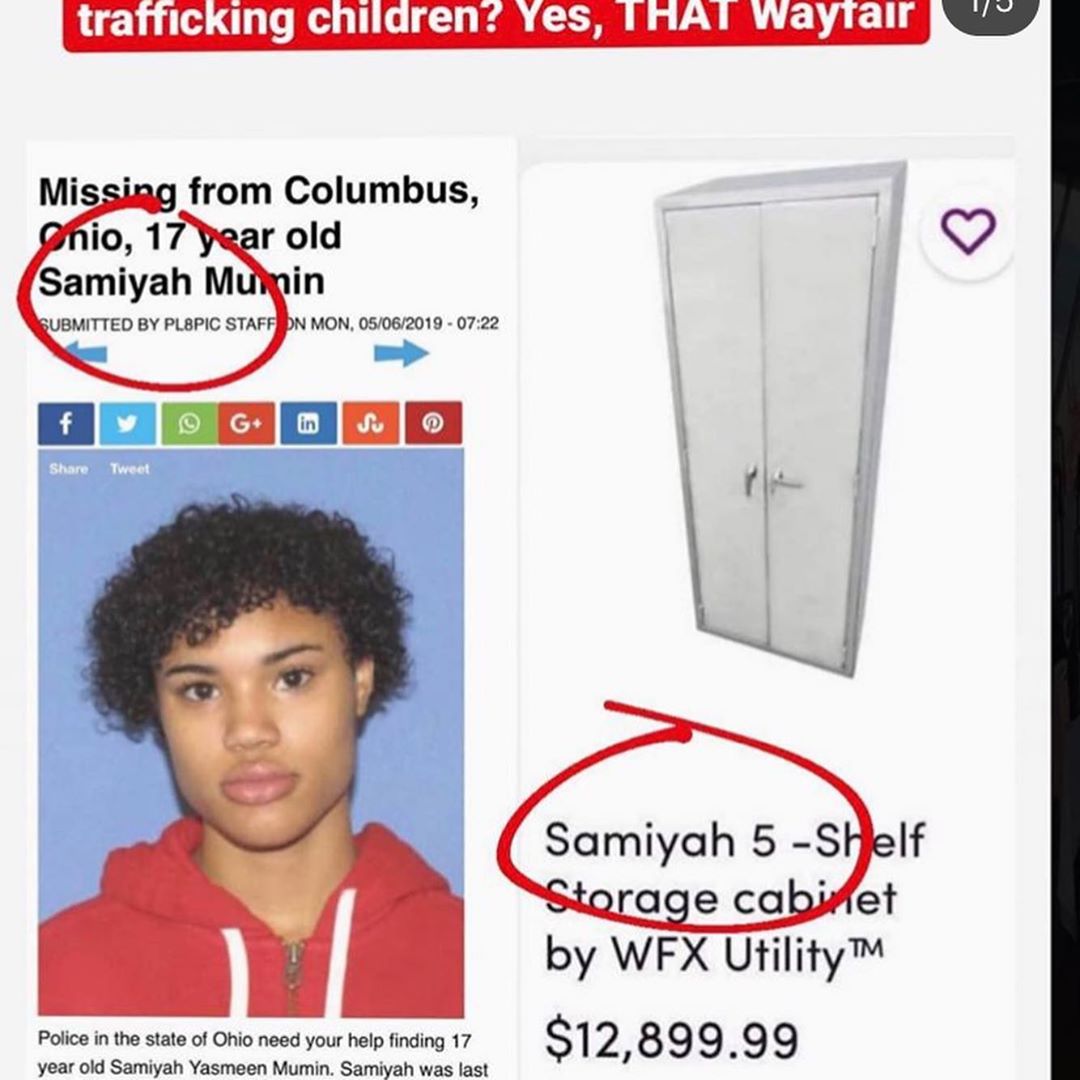 trafficking children? Yes, THAT Wayfair
1/5
Missing from Columbus,
Ohio, 17 year old
Samiyah Mumin
SUBMITTED BY PL8PIC STAFF ON MON, 05/06/2019 - 07:22
Share Tweet
Police in the state of Ohio need your help finding 17
year old Samiyah Yasmeen Mumin. Samiyah was last
Samiyah 5 -Shelf
Storage cabinet
by WFX Utility™
$12,899.99